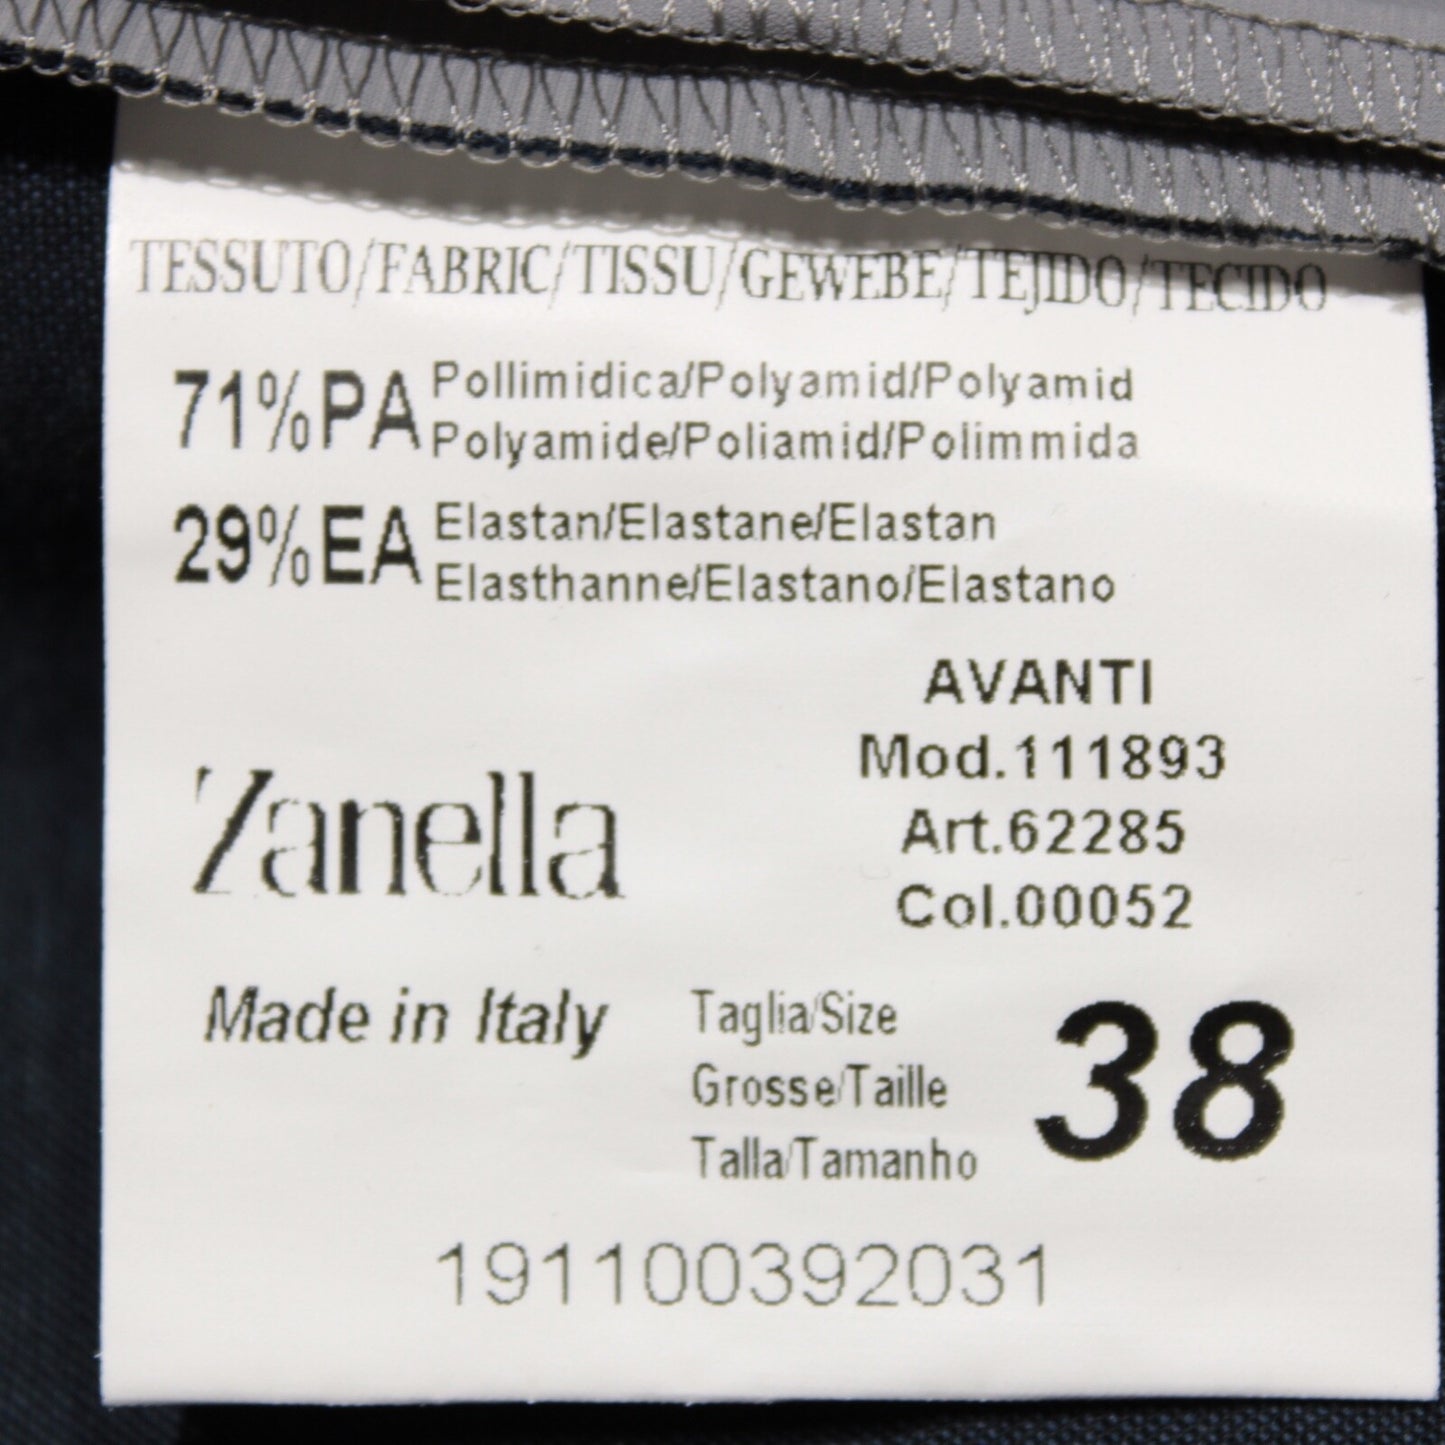 TESSUTO/FABRIC/TISSU/GEWEBE/TEJIDO/TECIDO
71%PA Pollimidica/Polyamid/Polyamid
Polyamide/Poliamid/Polimmida
29%EA Elastan/Elastane/Elastan
Elasthanne/Elastano/Elastano
AVANTI
Mod.111893
Art.62285
Col.00052
Zanella
Made in Italy
Taglia/Size
Grosse/Taille
Talla/Tamanho
38
191100392031